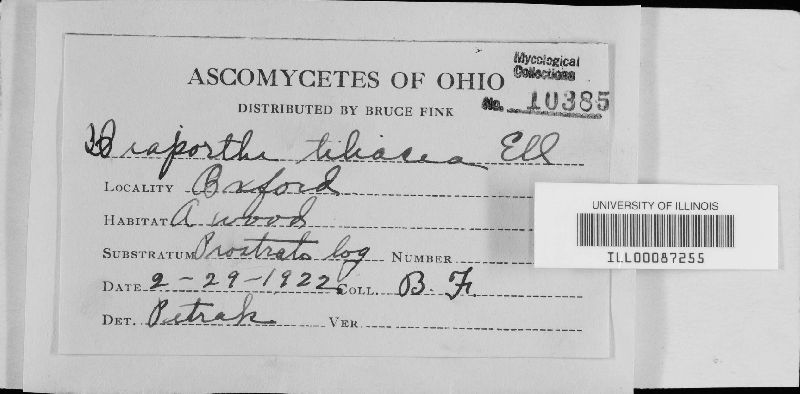 ASCOMYCETES OF OHIO
Mycological
Collections
No. 10385
DISTRIBUTED BY BRUCE FINK
Diaporthe tiliacea Ell
LOCALITY Oxford
HABITAT A wood
SUBSTRATUM Prostrate log NUMBER
DATE 2-29-1922 COLL. B. F.
DET. Petrak VER.
UNIVERSITY OF ILLINOIS
ILL00087255